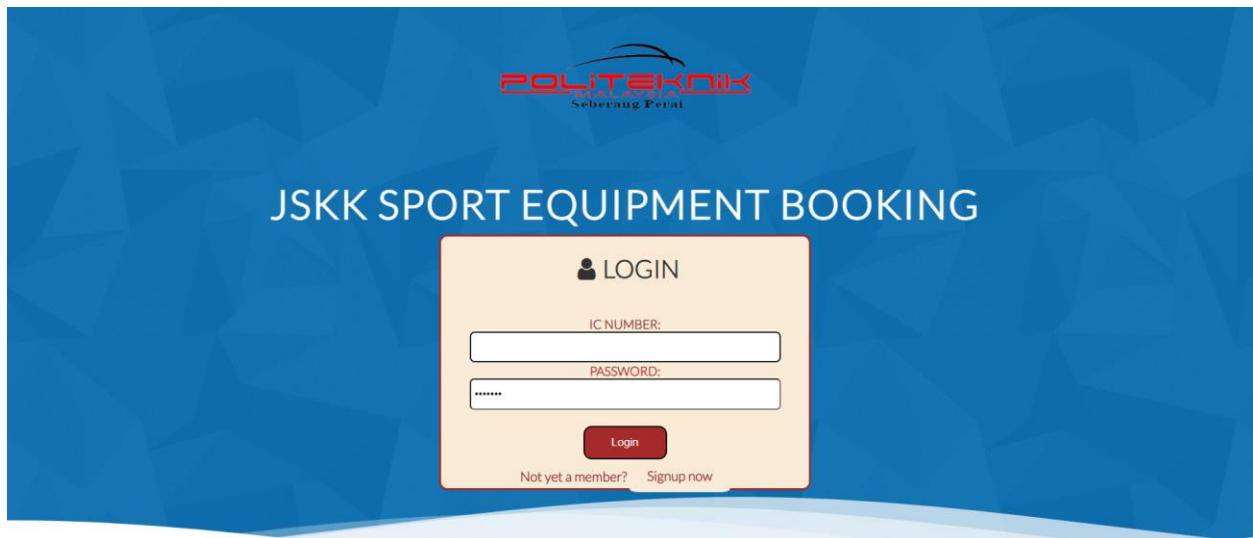 POLiTEKNiK
MALAYSIA
Seberang Perai
JSKK SPORT EQUIPMENT BOOKING
LOGIN
IC NUMBER:
PASSWORD:
•••••••
Login
Not yet a member? Signup now